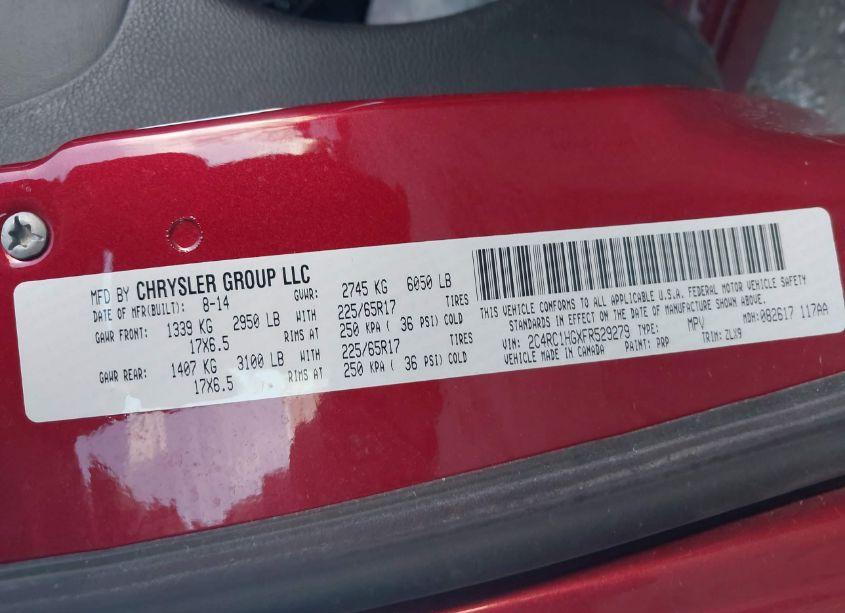 MFD BY CHRYSLER GROUP LLC
DATE OF MFR(BUILT): 8-14 GVWR: 2745 KG 6050 LB
GAWR FRONT: 1339 KG 2950 LB WITH 225/65R17 TIRES
17X6.5 RIMS AT 250 KPA ( 36 PSI) COLD
GAWR REAR: 1407 KG 3100 LB WITH 225/65R17 TIRES
17X6.5 RIMS AT 250 KPA ( 36 PSI) COLD
THIS VEHICLE CONFORMS TO ALL APPLICABLE U.S.A. FEDERAL MOTOR VEHICLE SAFETY
STANDARDS IN EFFECT ON THE DATE OF MANUFACTURE SHOWN ABOVE.
VIN: 2C4RC1HGXFR529279 TYPE: MPV MDH: 082617 117AA
VEHICLE MADE IN CANADA PAINT: PRP TRIM: ZLX9